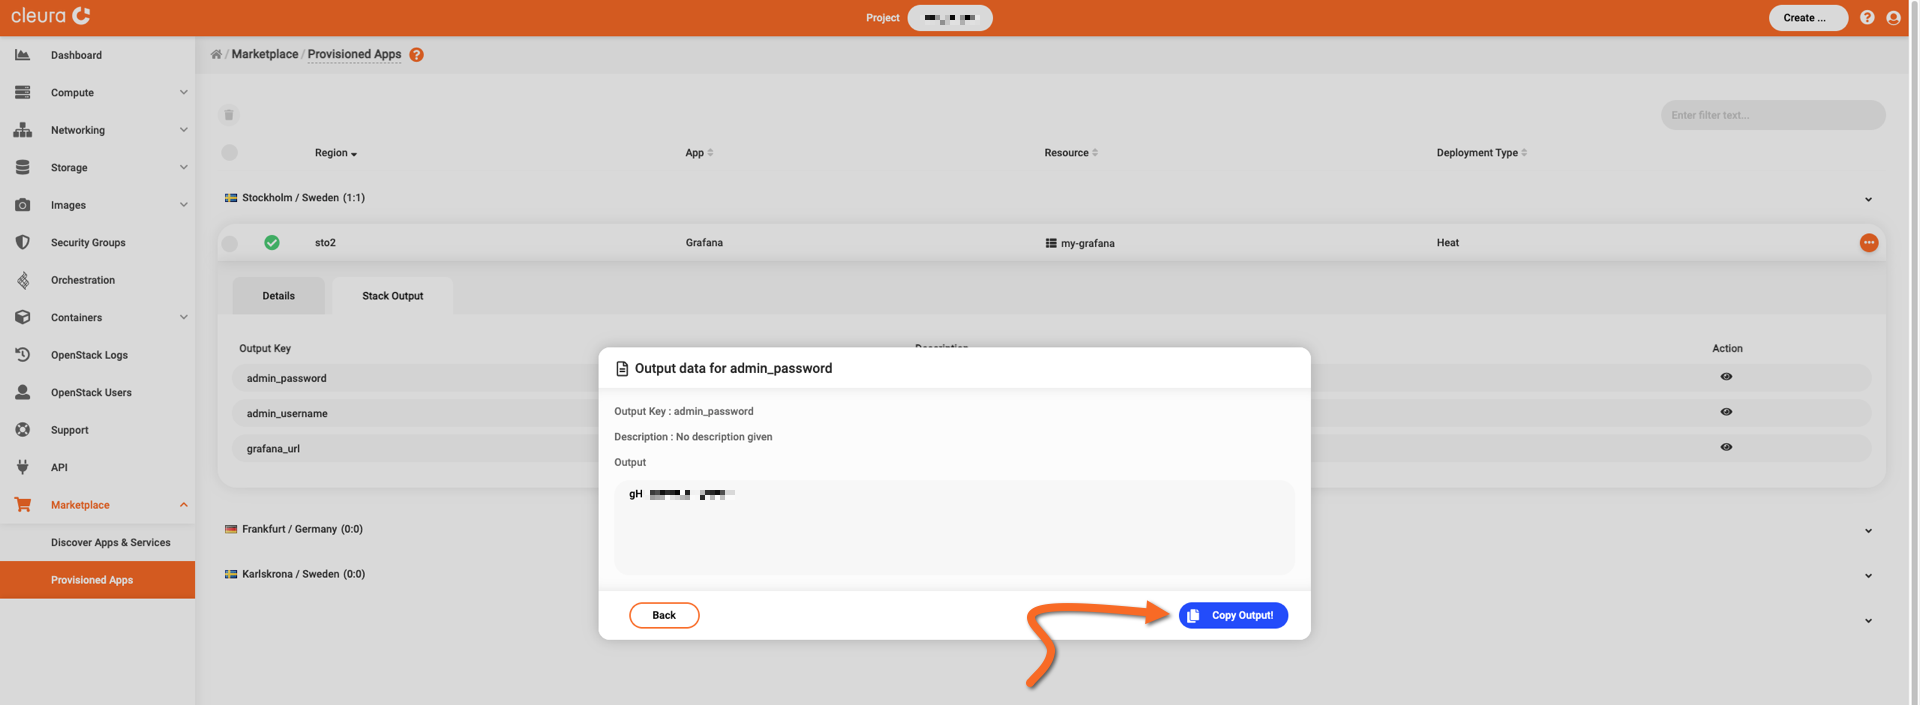 cleura
Project
Create ...
Dashboard
Compute
Networking
Storage
Images
Security Groups
Orchestration
Containers
OpenStack Logs
OpenStack Users
Support
API
Marketplace
Discover Apps & Services
Provisioned Apps
/ Marketplace / Provisioned Apps ?
Enter filter text...
Region App Resource Deployment Type
Stockholm / Sweden (1:1)
sto2 Grafana my-grafana Heat
Details Stack Output
Output Key Description Action
admin_password
admin_username
grafana_url
Output data for admin_password
Output Key : admin_password
Description : No description given
Output
gH
Back Copy Output!
Frankfurt / Germany (0:0)
Karlskrona / Sweden (0:0)